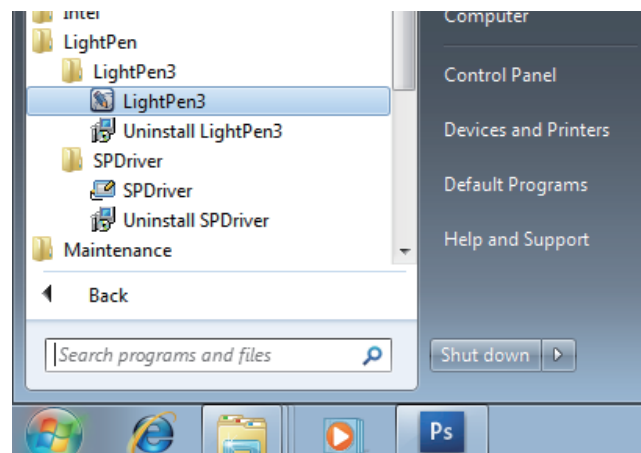 Intel
LightPen
LightPen3
LightPen3
Uninstall LightPen3
SPDriver
SPDriver
Uninstall SPDriver
Maintenance
Back
Search programs and files
Computer
Control Panel
Devices and Printers
Default Programs
Help and Support
Shut down
Ps